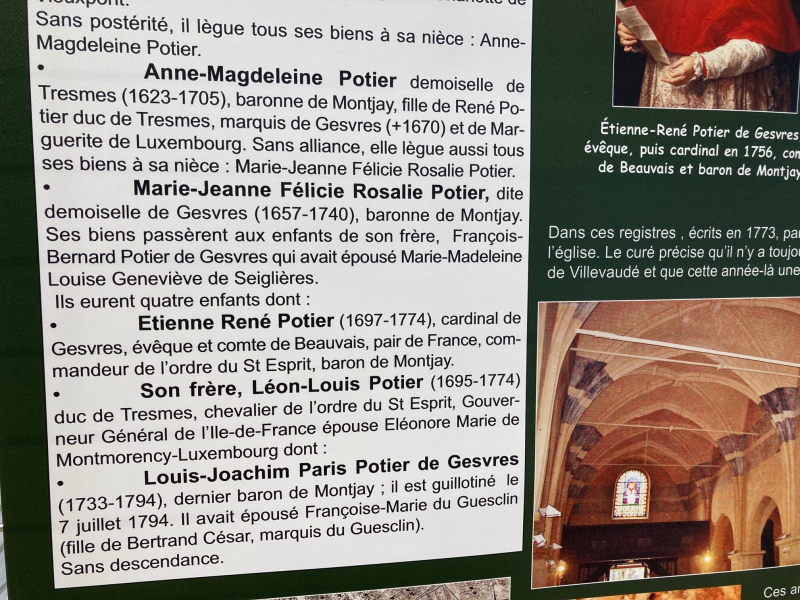 Vieuxpont.
Sans postérité, il lègue tous ses biens à sa nièce : Anne-
Magdeleine Potier.
• Anne-Magdeleine Potier demoiselle de
Tresmes (1623-1705), baronne de Montjay, fille de René Po-
tier duc de Tresmes, marquis de Gesvres (+1670) et de Mar-
guerite de Luxembourg. Sans alliance, elle lègue aussi tous
ses biens à sa nièce : Marie-Jeanne Félicie Rosalie Potier.
• Marie-Jeanne Félicie Rosalie Potier, dite
demoiselle de Gesvres (1657-1740), baronne de Montjay.
Ses biens passèrent aux enfants de son frère, François-
Bernard Potier de Gesvres qui avait épousé Marie-Madeleine
Louise Geneviève de Seiglières.
Ils eurent quatre enfants dont :
• Etienne René Potier (1697-1774), cardinal de
Gesvres, évêque et comte de Beauvais, pair de France, com-
mandeur de l'ordre du St Esprit, baron de Montjay.
• Son frère, Léon-Louis Potier (1695-1774)
duc de Tresmes, chevalier de l'ordre du St Esprit, Gouver-
neur Général de l'Ile-de-France épouse Eléonore Marie de
Montmorency-Luxembourg dont :
• Louis-Joachim Paris Potier de Gesvres
(1733-1794), dernier baron de Montjay ; il est guillotiné le
7 juillet 1794. Il avait épousé Françoise-Marie du Guesclin
(fille de Bertrand César, marquis du Guesclin).
Sans descendance.
Étienne-René Potier de Gesvres
évêque, puis cardinal en 1756, com
de Beauvais et baron de Montjay
Dans ces registres , écrits en 1773, par
l'église. Le curé précise qu'il n'y a toujou
de Villevaudé et que cette année-là une
Ces